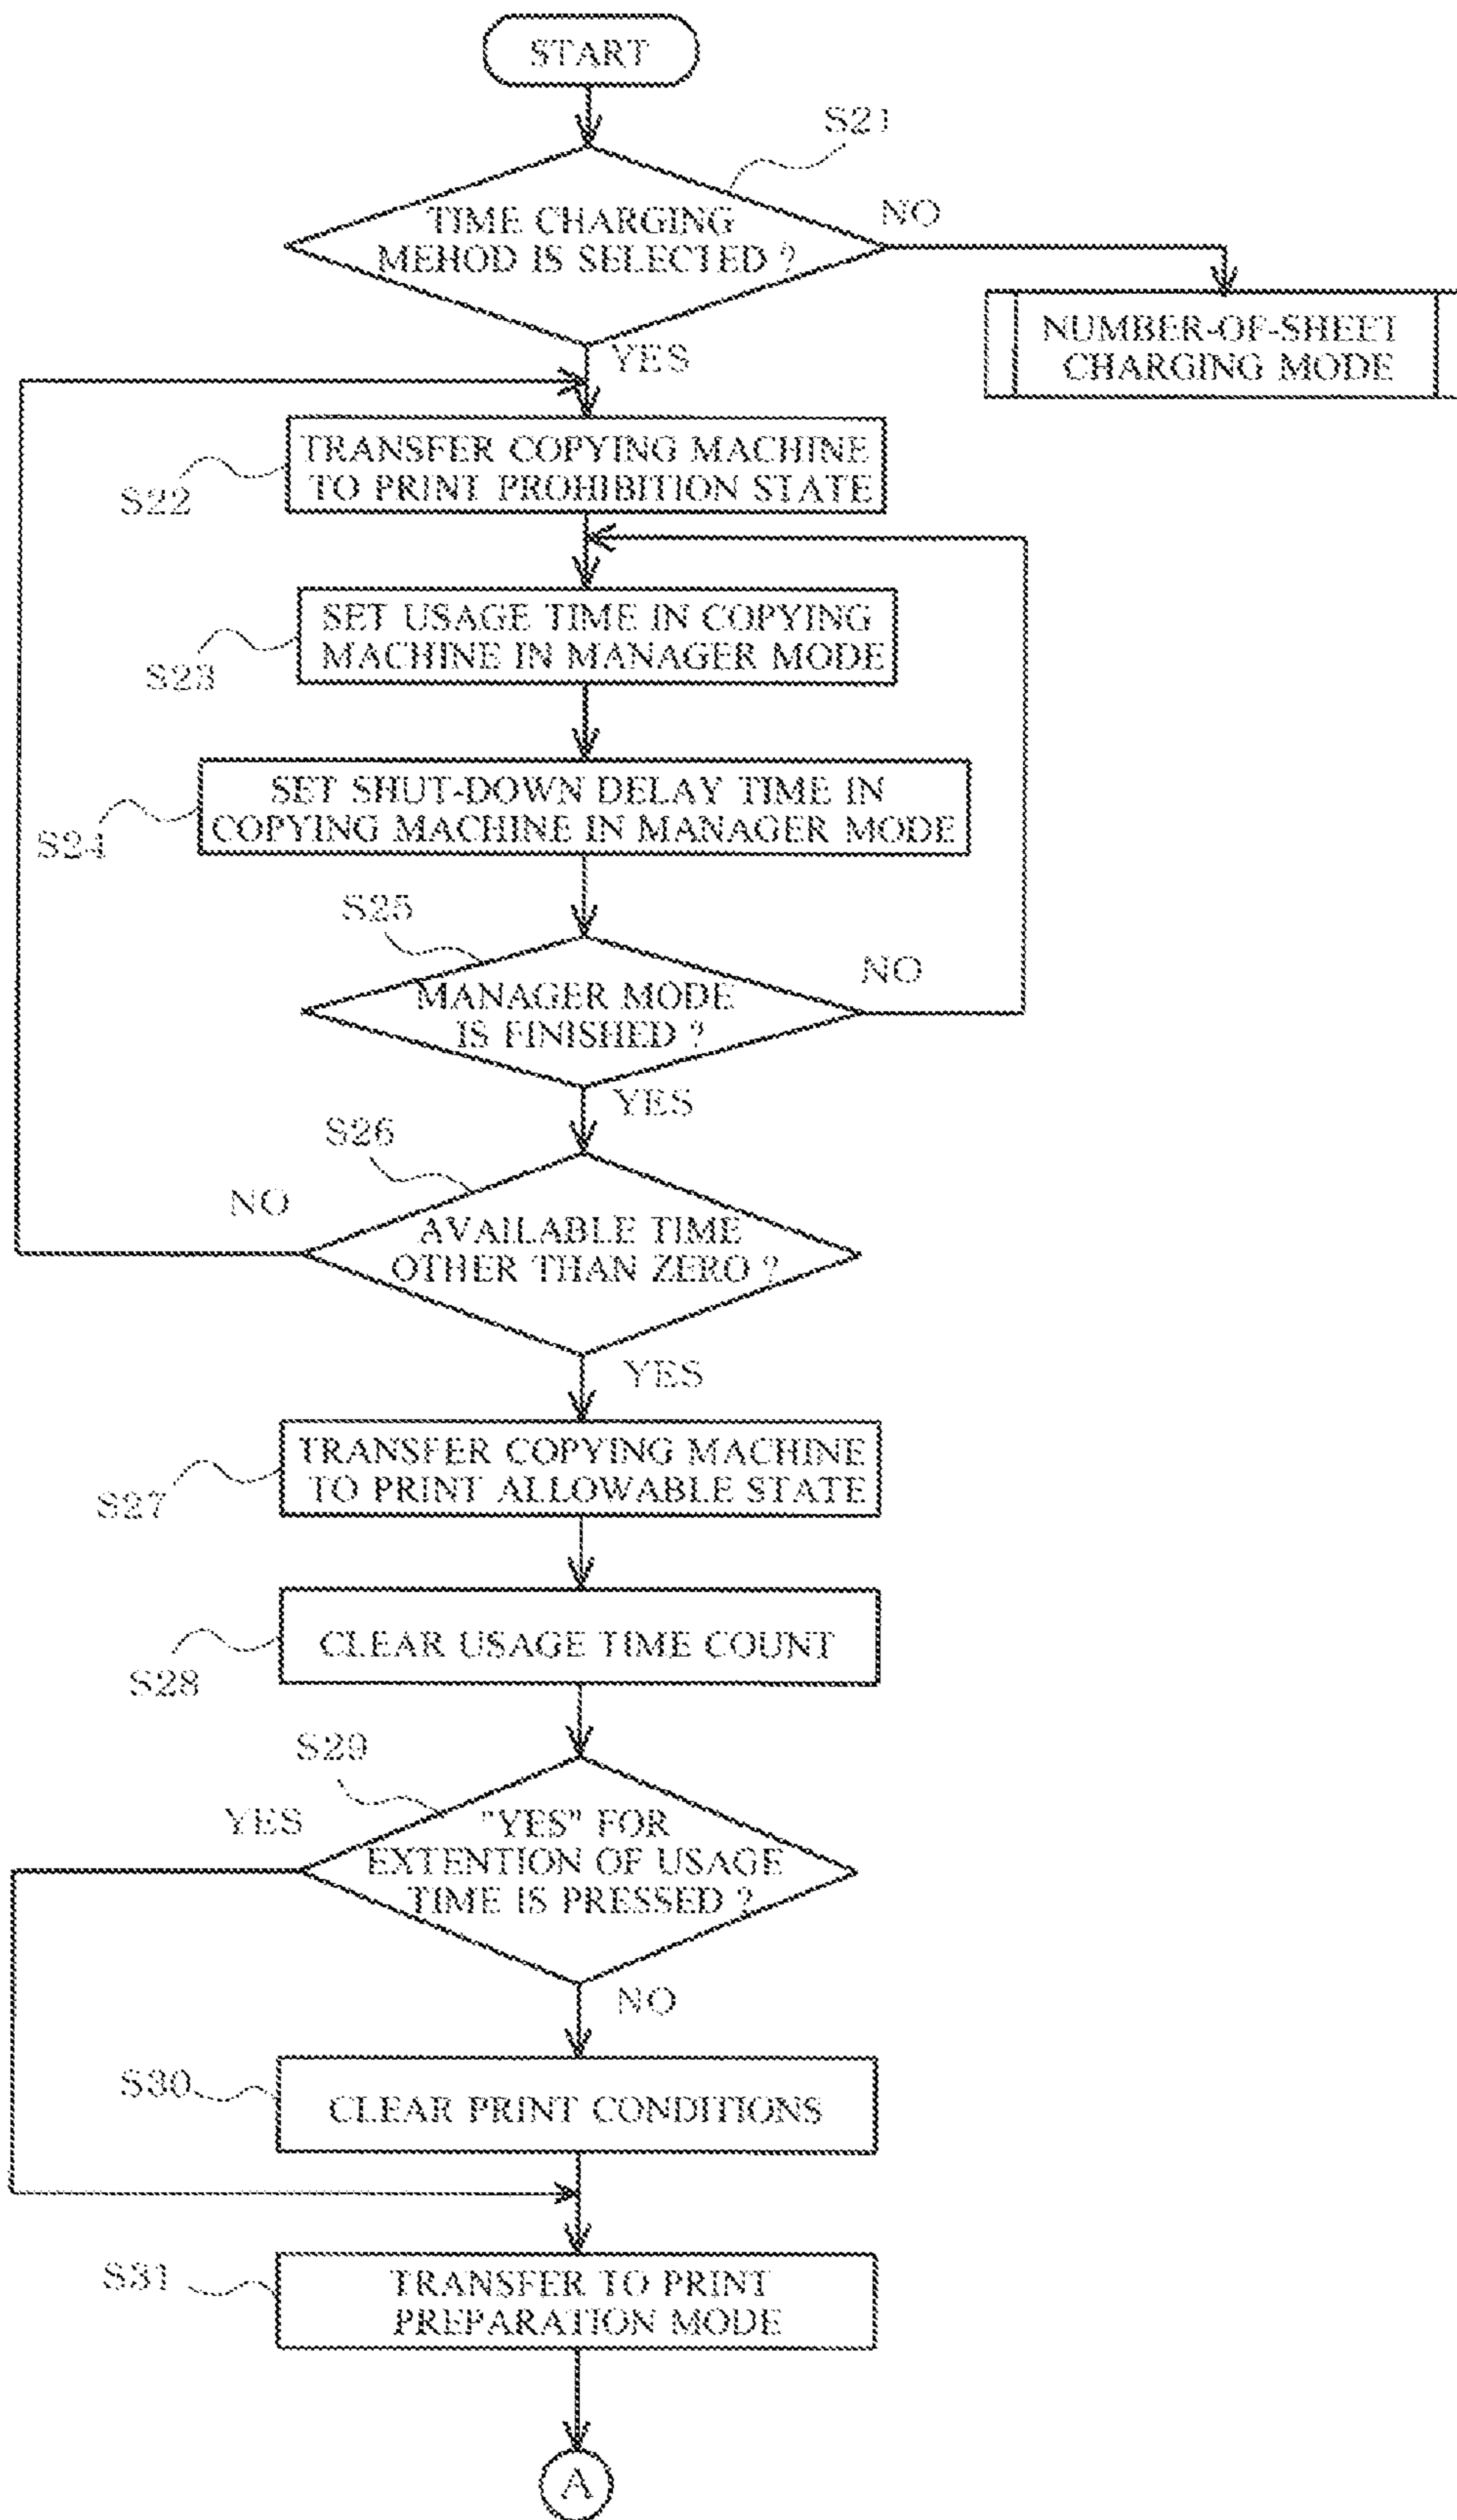 START
S21
TIME CHARGING
MEHOD IS SELECTED ?
NO
NUMBER-OF-SHEET
CHARGING MODE
YES
TRANSFER COPYING MACHINE
TO PRINT PROHIBITION STATE
S22
SET USAGE TIME IN COPYING
MACHINE IN MANAGER MODE
S23
SET SHUT-DOWN DELAY TIME IN
COPYING MACHINE IN MANAGER MODE
S24
S25
MANAGER MODE
IS FINISHED ?
NO
YES
S26
NO
AVAILABLE TIME
OTHER THAN ZERO ?
YES
TRANSFER COPYING MACHINE
TO PRINT ALLOWABLE STATE
S27
CLEAR USAGE TIME COUNT
S28
S29
YES
"YES" FOR
EXTENTION OF USAGE
TIME IS PRESSED ?
NO
S30
CLEAR PRINT CONDITIONS
S31
TRANSFER TO PRINT
PREPARATION MODE
A